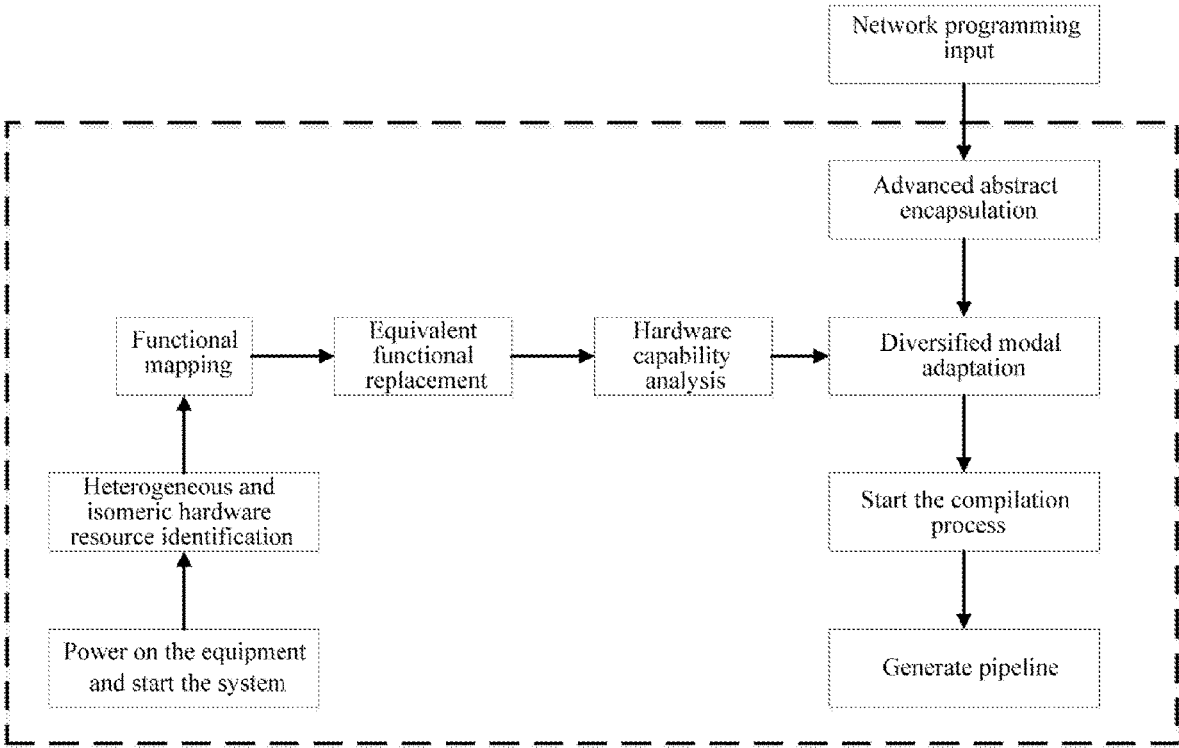 Network programming
input
Advanced abstract
encapsulation
Functional
mapping
Equivalent
functional
replacement
Hardware
capability
analysis
Diversified modal
adaptation
Heterogeneous and
isomeric hardware
resource identification
Start the compilation
process
Power on the equipment
and start the system
Generate pipeline